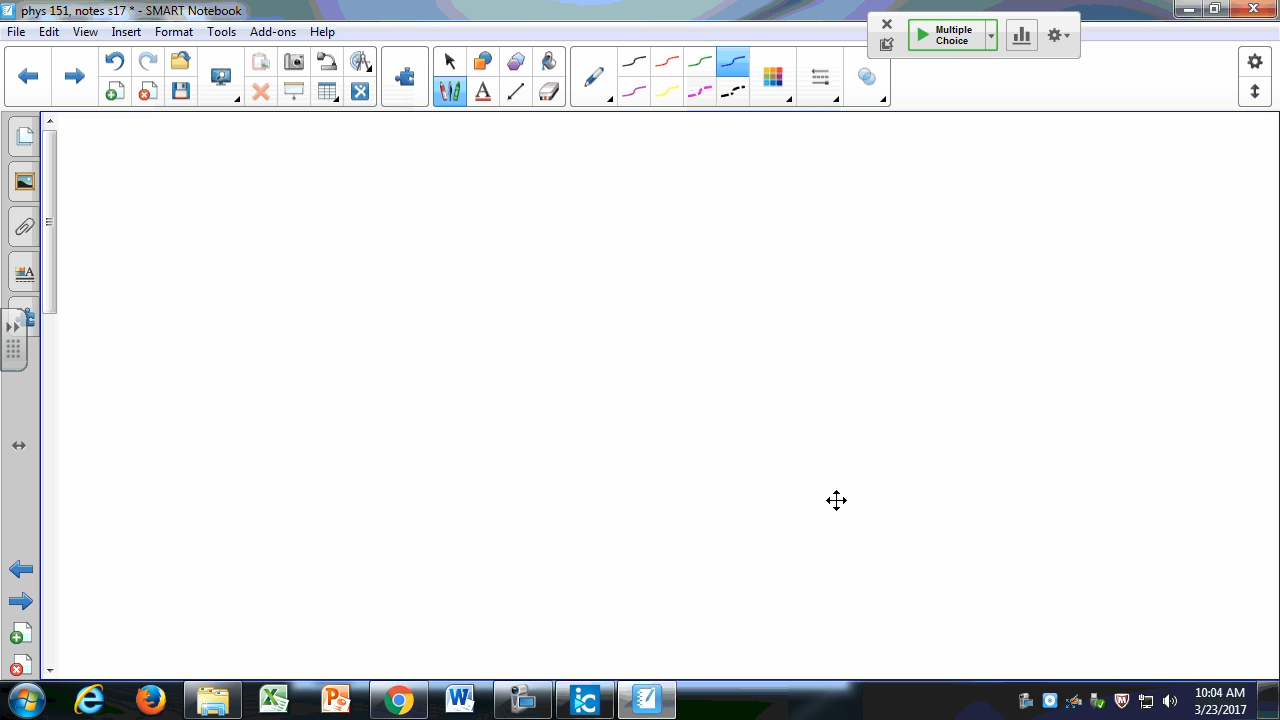 phys 151, notes s17 * - SMART Notebook
File Edit View Insert Format Tools Add-ons Help
Multiple
Choice
10:04 AM
3/23/2017